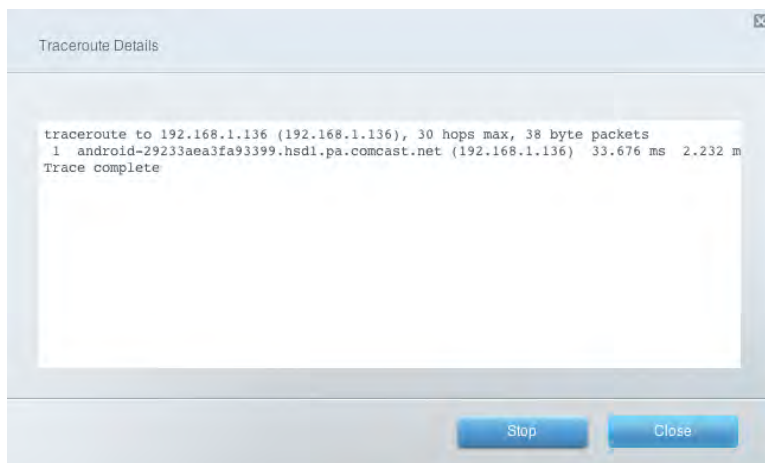 Traceroute Details
traceroute to 192.168.1.136 (192.168.1.136), 30 hops max, 38 byte packets
1 android-29233aea3fa93399.hsd1.pa.comcast.net (192.168.1.136) 33.676 ms 2.232 m
Trace complete
Stop
Close